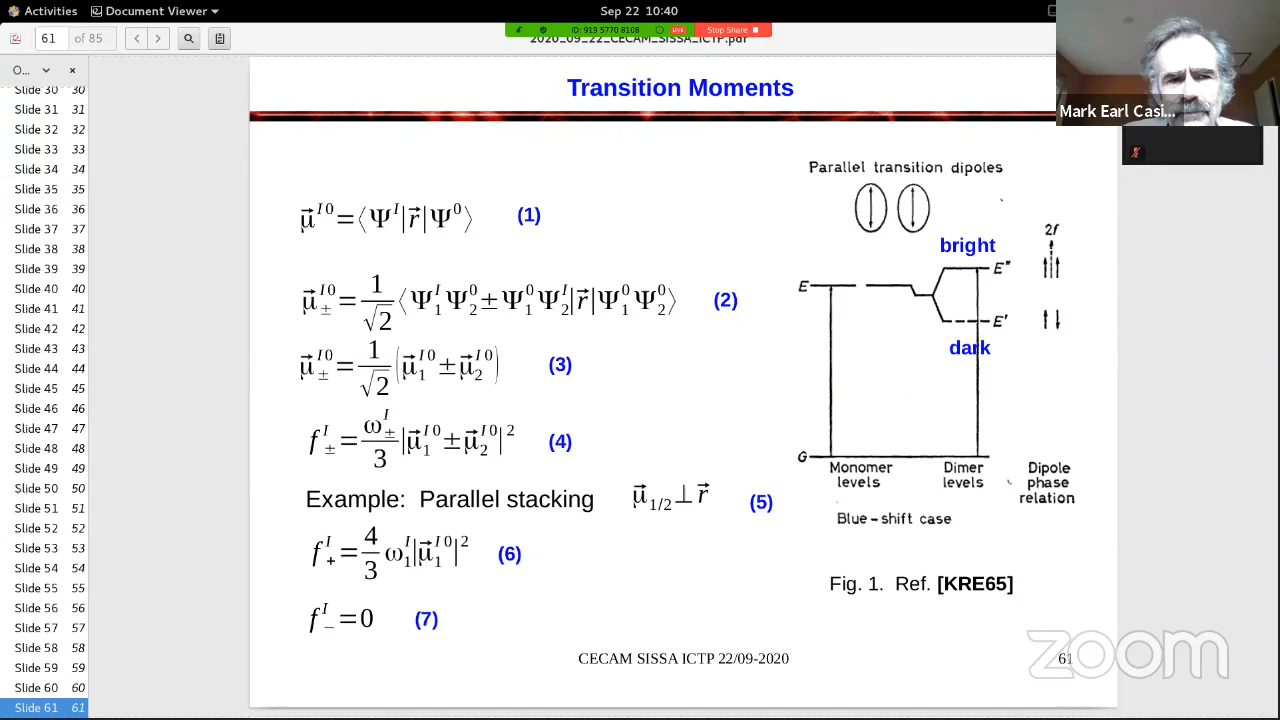 Activities
Document Viewer
Sep 22 10:40
61 of 85
ID: 919 5770 8108
LIVE
Stop Share
2020_09_22_CECAM_SISSA_ICTP.pdf
O...
Slide 30 30
Slide 31 31
Slide 32 32
Slide 33 33
Slide 34 34
Slide 35 35
Slide 36 36
Slide 37 37
Slide 38 38
Slide 39 39
Slide 40 40
Slide 41 41
Slide 42 42
Slide 43 43
Slide 44 44
Slide 45 45
Slide 46 46
Slide 47 47
Slide 48 48
Slide 49 49
Slide 50 50
Slide 51 51
Slide 52 52
Slide 53 53
Slide 54 54
Slide 55 55
Slide 56 56
Slide 57 57
Slide 58 58
Slide 59 59
Slide 60 60
Slide 61 61
Mark Earl Casi...
Transition Moments
μ⃗^{I0} = ⟨Ψ^I|r⃗|Ψ^0⟩ (1)
μ⃗_±^{I0} = 1/√2 ⟨Ψ_1^I Ψ_2^0 ± Ψ_1^0 Ψ_2^I|r⃗|Ψ_1^0 Ψ_2^0⟩ (2)
μ⃗_±^{I0} = 1/√2 (μ⃗_1^{I0} ± μ⃗_2^{I0}) (3)
f_±^I = ω_±^I/3 |μ⃗_1^{I0} ± μ⃗_2^{I0}|^2 (4)
Example: Parallel stacking μ⃗_{1/2} ⊥ r⃗ (5)
f_+^I = 4/3 ω_1^I |μ⃗_1^{I0}|^2 (6)
f_-^I = 0 (7)
Parallel transition dipoles
bright
2f
E
E"
E'
dark
G
Monomer levels
Dimer levels
Dipole phase relation
Blue-shift case
Fig. 1. Ref. [KRE65]
CECAM SISSA ICTP 22/09-2020
61
zoom